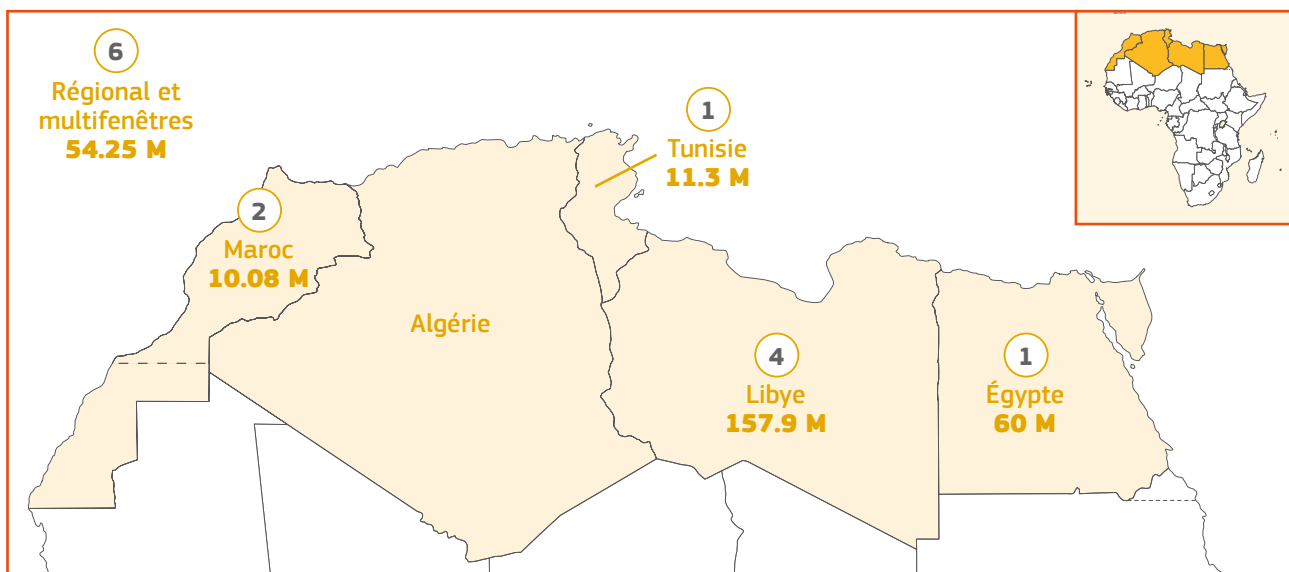 6
Régional et
multifenêtres
54.25 M
1
Tunisie
11.3 M
2
Maroc
10.08 M
Algérie
4
Libye
157.9 M
1
Égypte
60 M